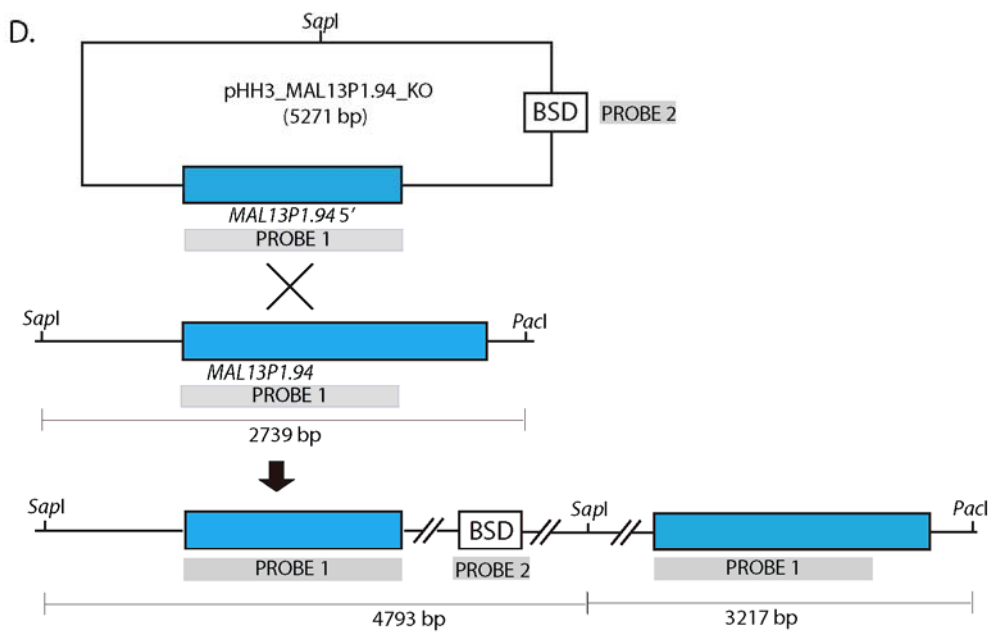 D.
SapI
pHH3_MAL13P1.94_KO
(5271 bp)
BSD
PROBE 2
MAL13P1.94 5′
PROBE 1
SapI
PacI
MAL13P1.94
PROBE 1
2739 bp
SapI
BSD
SapI
PacI
PROBE 1
PROBE 2
PROBE 1
4793 bp
3217 bp